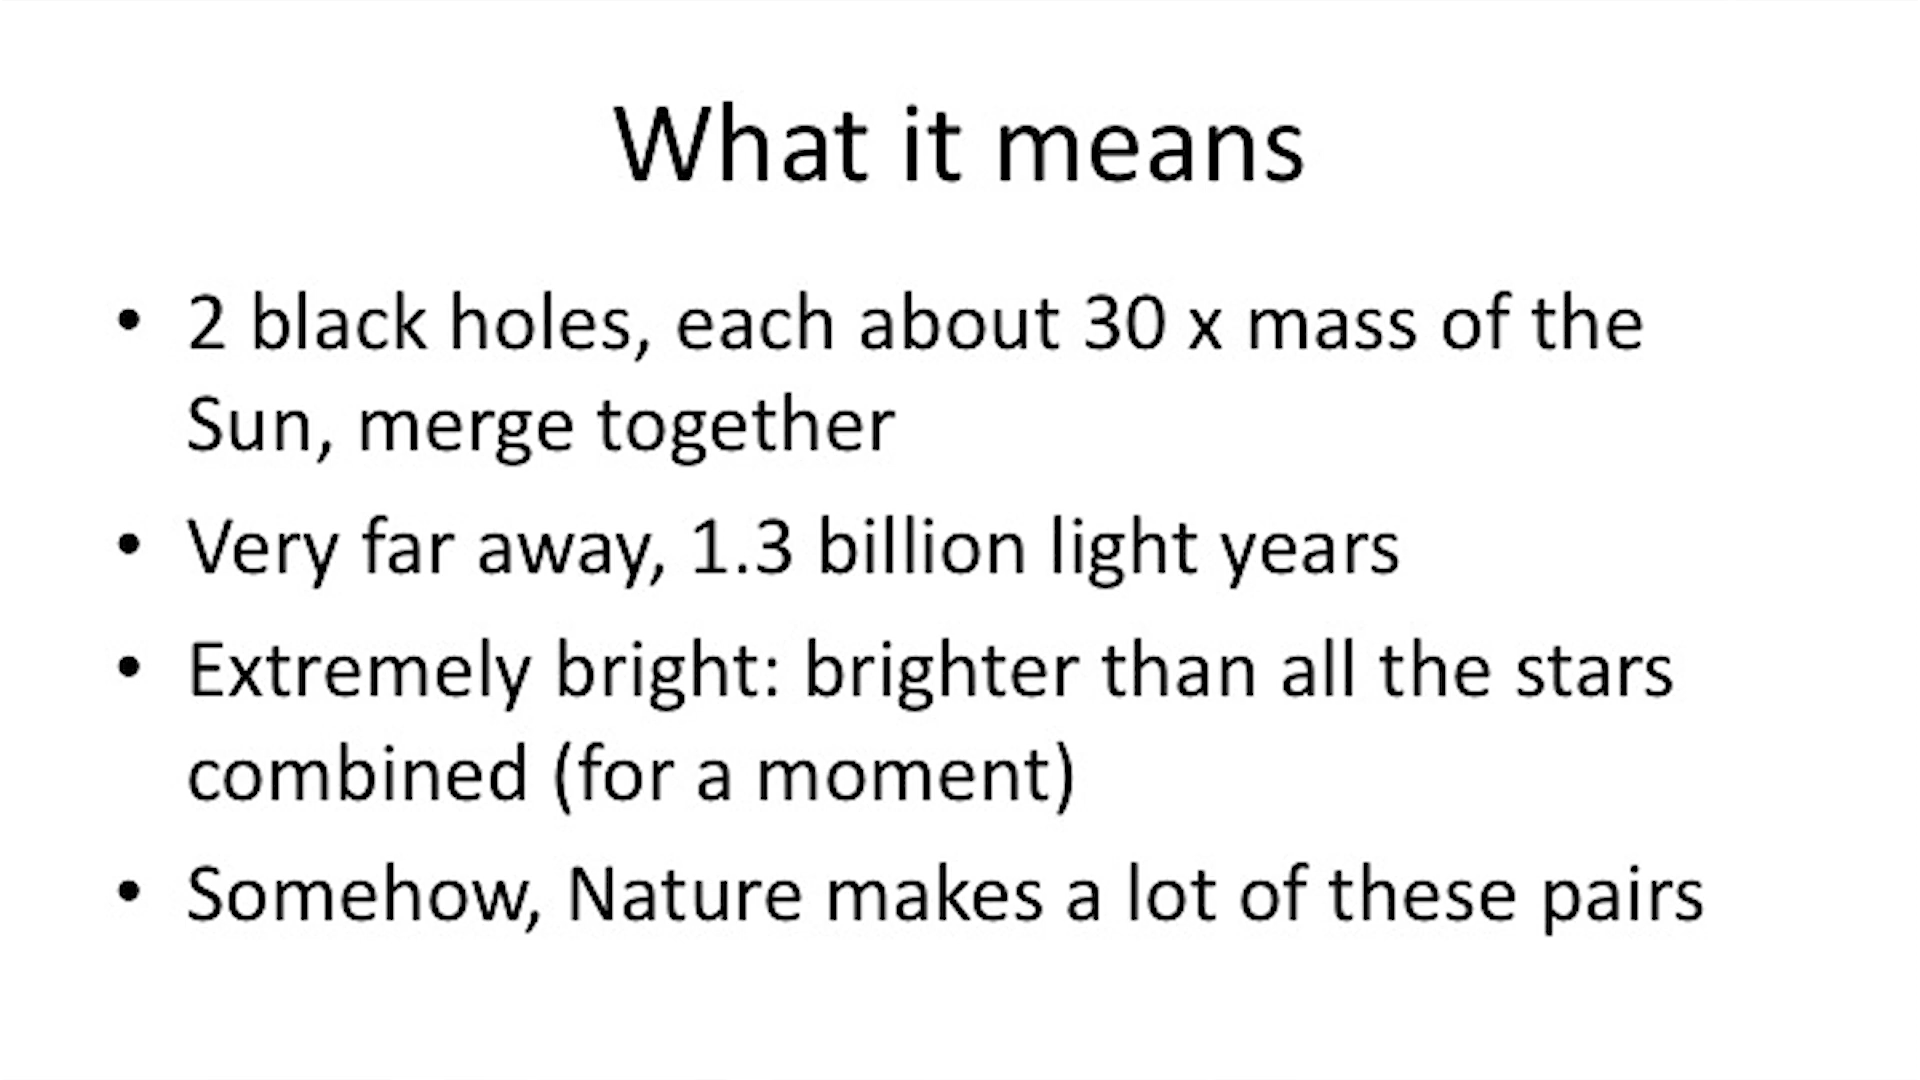 What it means
• 2 black holes, each about 30 x mass of the
Sun, merge together
• Very far away, 1.3 billion light years
• Extremely bright: brighter than all the stars
combined (for a moment)
• Somehow, Nature makes a lot of these pairs